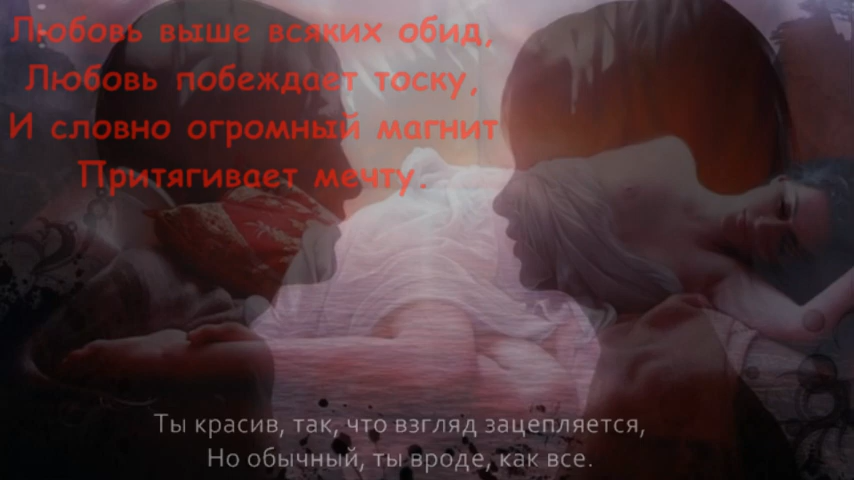 Любовь выше всяких обид,
Любовь побеждает тоску,
И словно огромный магнит
Притягивает мечту.
Ты красив, так, что взгляд зацепляется,
Но обычный, ты вроде, как все.